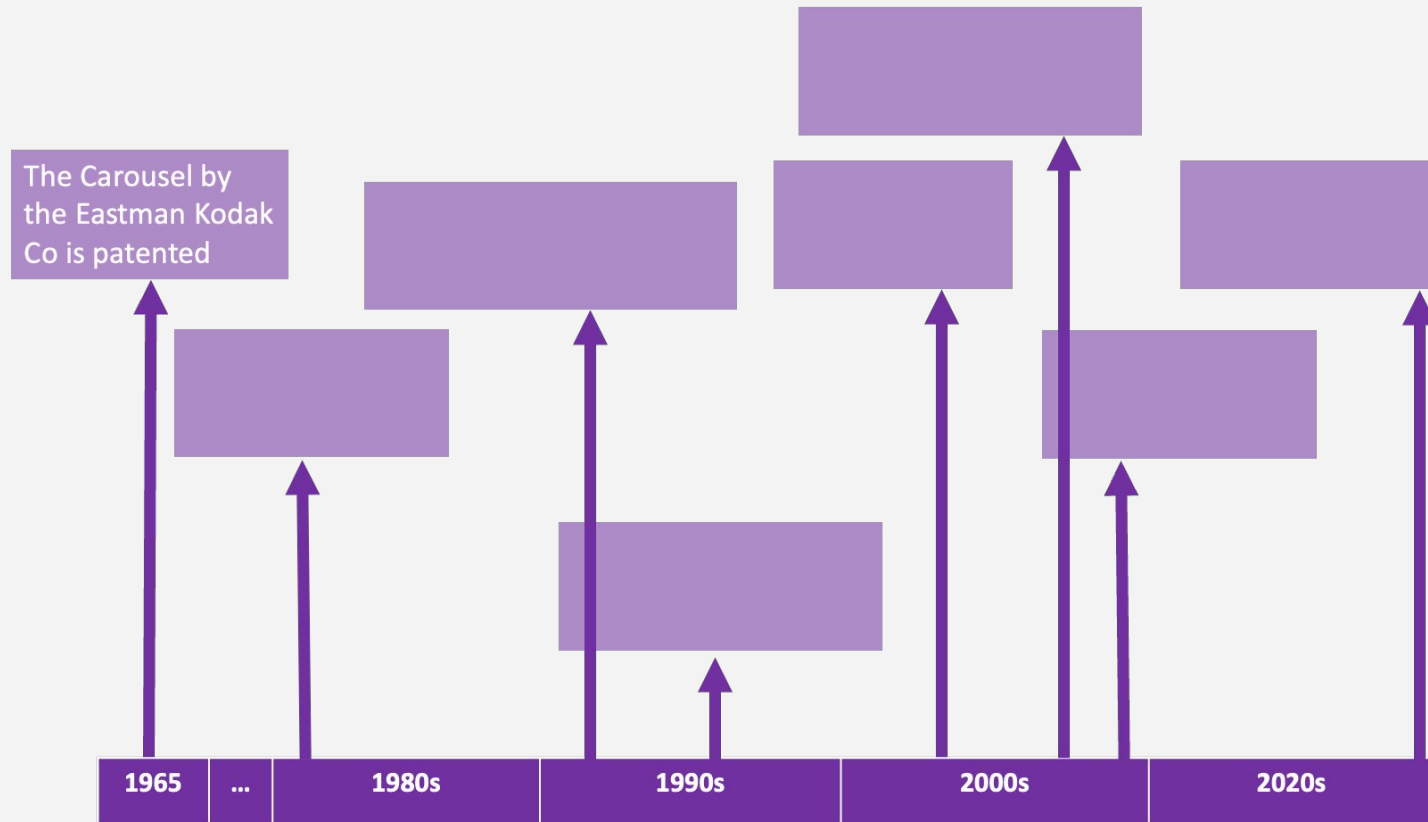 The Carousel by
the Eastman Kodak
Co is patented
1965 ... 1980s 1990s 2000s 2020s